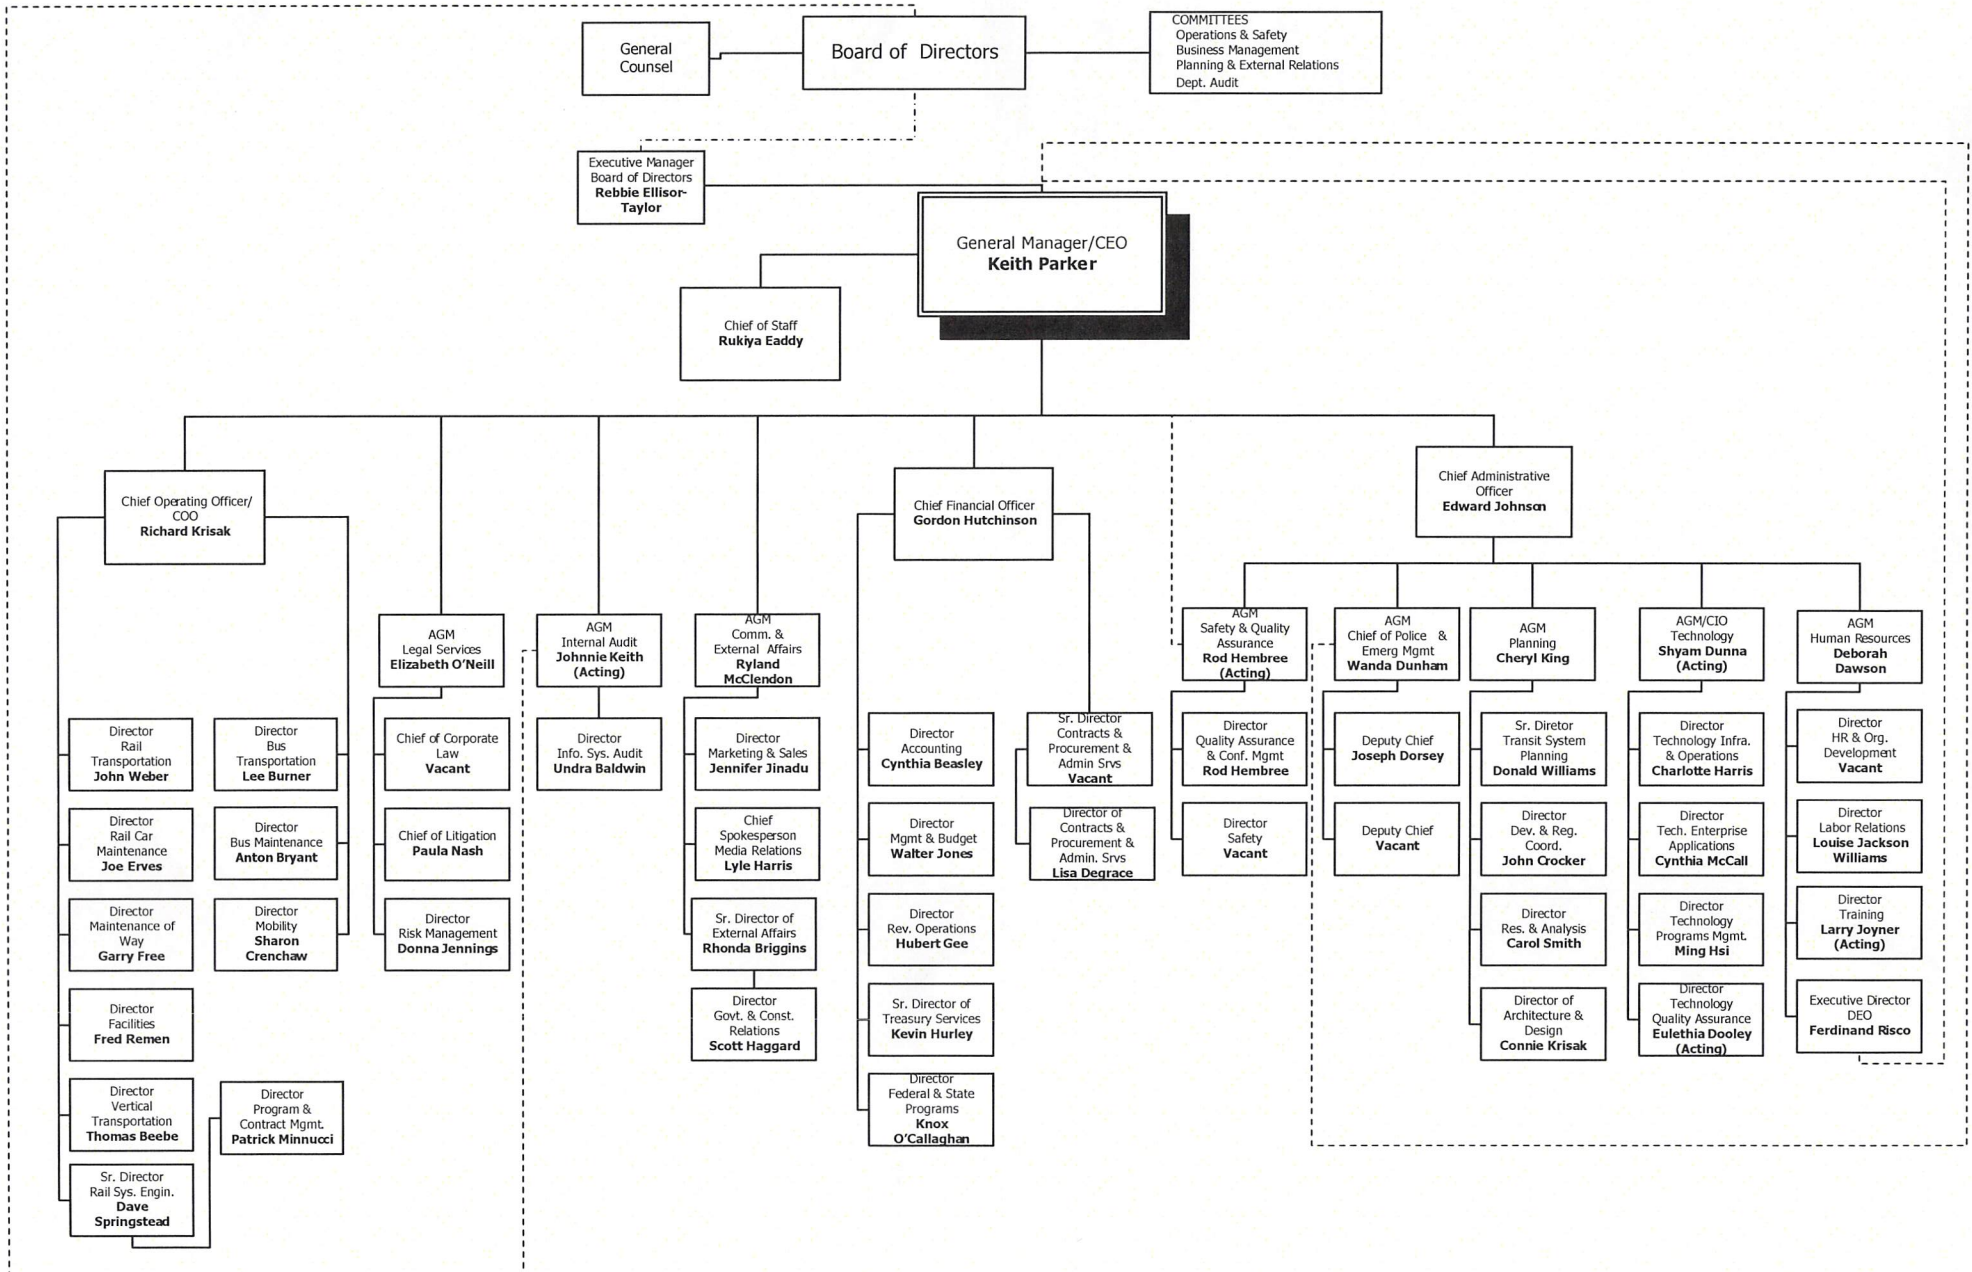 General
Counsel
Board of  Directors
COMMITTEES
Operations & Safety
Business Management
Planning & External Relations
Dept. Audit
Executive Manager
Board of Directors
Rebbie Ellisor-
Taylor
General Manager/CEO
Keith Parker
Chief of Staff
Rukiya Eaddy
Chief Operating Officer/
COO
Richard Krisak
Chief Financial Officer
Gordon Hutchinson
Chief Administrative
Officer
Edward Johnson
AGM
Legal Services
Elizabeth O'Neill
AGM
Internal Audit
Johnnie Keith
(Acting)
AGM
Comm. &
External  Affairs
Ryland
McClendon
AGM
Safety & Quality
Assurance
Rod Hembree
(Acting)
AGM
Chief of Police  &
Emerg Mgmt
Wanda Dunham
AGM
Planning
Cheryl King
AGM/CIO
Technology
Shyam Dunna
(Acting)
AGM
Human Resources
Deborah
Dawson
Director
Rail
Transportation
John Weber
Director
Bus
Transportation
Lee Burner
Chief of Corporate
Law
Vacant
Director
Info. Sys. Audit
Undra Baldwin
Director
Marketing & Sales
Jennifer Jinadu
Director
Accounting
Cynthia Beasley
Sr. Director
Contracts &
Procurement &
Admin Srvs
Vacant
Director
Quality Assurance
& Conf. Mgmt
Rod Hembree
Deputy Chief
Joseph Dorsey
Sr. Diretor
Transit System
Planning
Donald Williams
Director
Technology Infra.
& Operations
Charlotte Harris
Director
HR & Org.
Development
Vacant
Director
Rail Car
Maintenance
Joe Erves
Director
Bus Maintenance
Anton Bryant
Chief of Litigation
Paula Nash
Chief
Spokesperson
Media Relations
Lyle Harris
Director
Mgmt & Budget
Walter Jones
Director of
Contracts &
Procurement &
Admin. Srvs
Lisa Degrace
Director
Safety
Vacant
Deputy Chief
Vacant
Director
Dev. & Reg.
Coord.
John Crocker
Director
Tech. Enterprise
Applications
Cynthia McCall
Director
Labor Relations
Louise Jackson
Williams
Director
Maintenance of
Way
Garry Free
Director
Mobility
Sharon
Crenchaw
Director
Risk Management
Donna Jennings
Sr. Director of
External Affairs
Rhonda Briggins
Director
Rev. Operations
Hubert Gee
Director
Res. & Analysis
Carol Smith
Director
Technology
Programs Mgmt.
Ming Hsi
Director
Training
Larry Joyner
(Acting)
Director
Facilities
Fred Remen
Director
Govt. & Const.
Relations
Scott Haggard
Sr. Director of
Treasury Services
Kevin Hurley
Director of
Architecture &
Design
Connie Krisak
Director
Technology
Quality Assurance
Eulethia Dooley
(Acting)
Executive Director
DEO
Ferdinand Risco
Director
Vertical
Transportation
Thomas Beebe
Director
Program &
Contract Mgmt.
Patrick Minnucci
Director
Federal & State
Programs
Knox
O'Callaghan
Sr. Director
Rail Sys. Engin.
Dave
Springstead